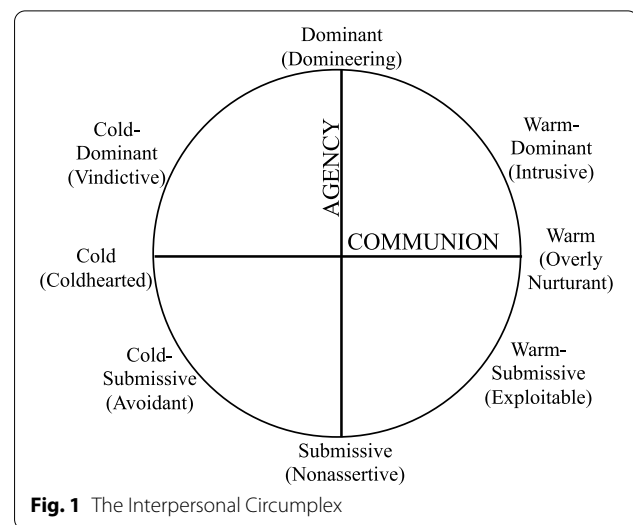 Dominant
(Domineering)
Cold-
Dominant
(Vindictive)
AGENCY
Warm-
Dominant
(Intrusive)
COMMUNION
Cold
(Coldhearted)
Warm
(Overly
Nurturant)
Cold-
Submissive
(Avoidant)
Warm-
Submissive
(Exploitable)
Submissive
(Nonassertive)
Fig. 1 The Interpersonal Circumplex